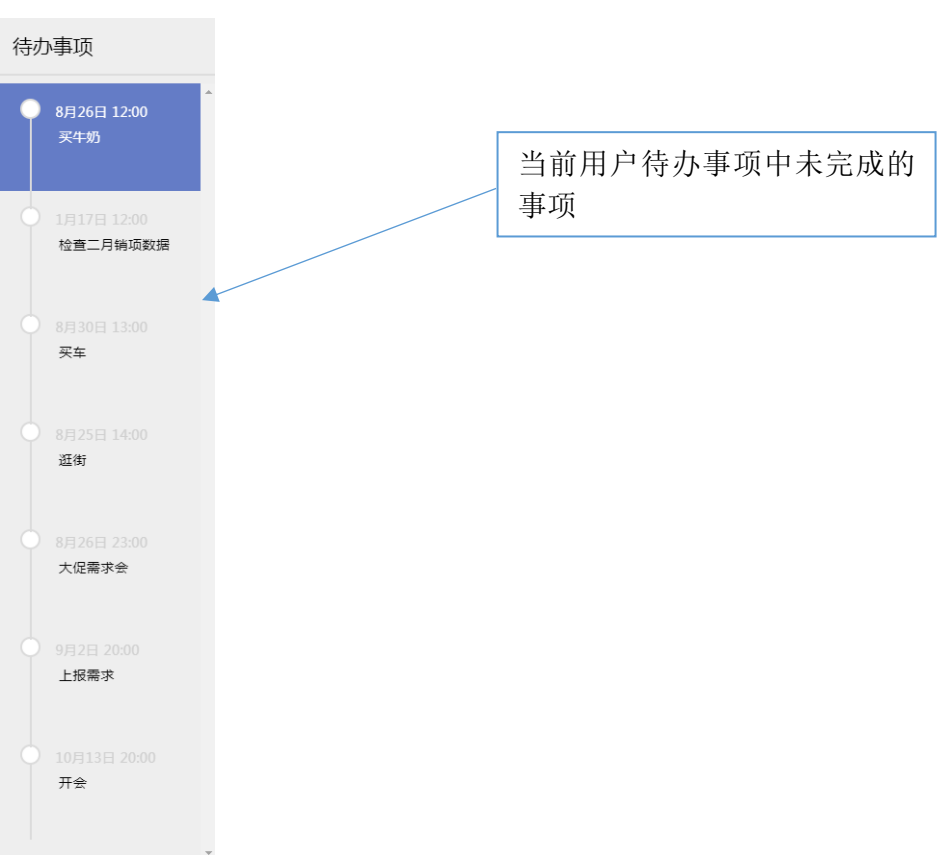 待办事项
8月26日 12:00
买牛奶
1月17日 12:00
检查二月销项数据
8月30日 13:00
买车
8月25日 14:00
逛街
8月26日 23:00
大促需求会
9月2日 20:00
上报需求
10月13日 20:00
开会
当前用户待办事项中未完成的
事项